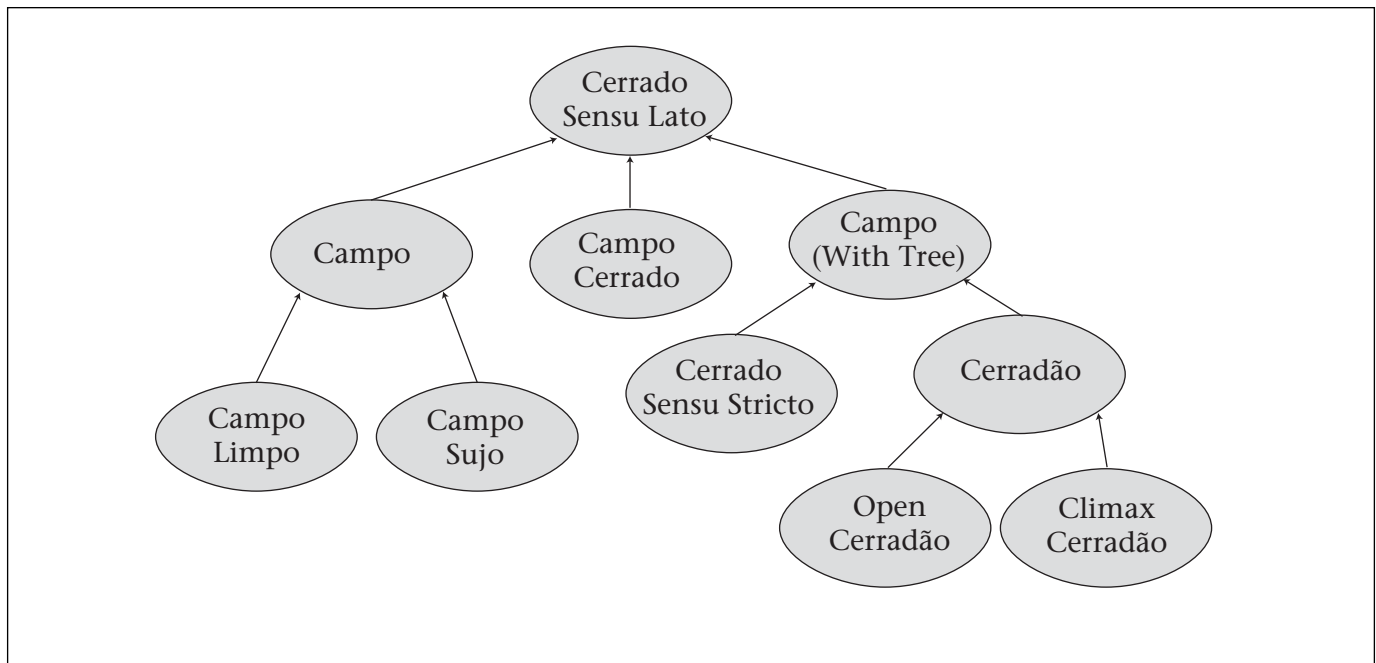 Cerrado
Sensu Lato
Campo
Campo
Cerrado
Campo
(With Tree)
Cerrado
Sensu Stricto
Cerradão
Campo
Limpo
Campo
Sujo
Open
Cerradão
Climax
Cerradão